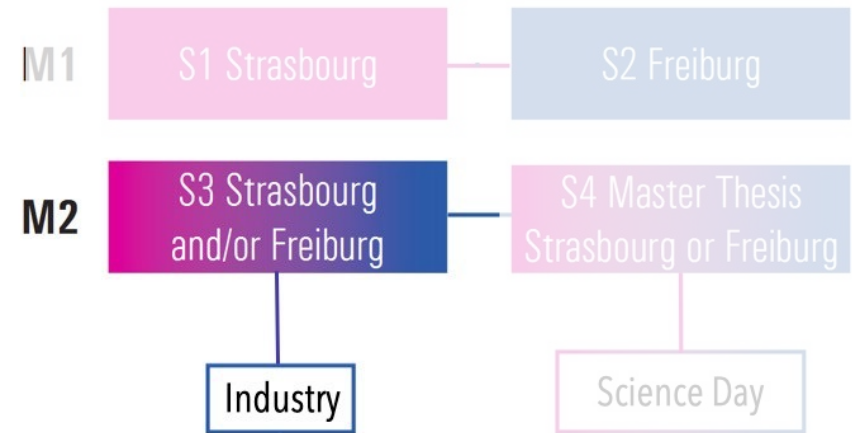 M1
S1 Strasbourg
S2 Freiburg
M2
S3 Strasbourg
and/or Freiburg
S4 Master Thesis
Strasbourg or Freiburg
Industry
Science Day